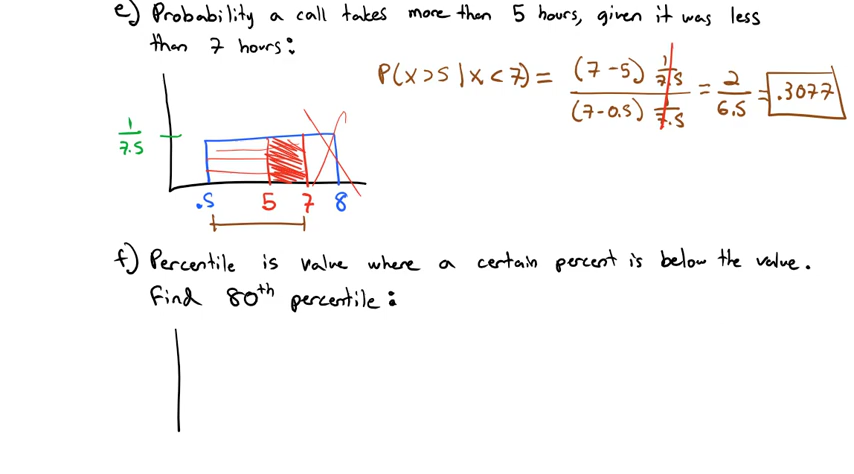 e) Probability a call takes more than 5 hours, given it was less
than 7 hours:
P(x>5 | x<7) = (7-5) 1/7.5 / (7-0.5) 1/7.5 = 2/6.5 = .3077
1/7.5
.5 5 7 8
f) Percentile is value where a certain percent is below the value.
Find 80th percentile: